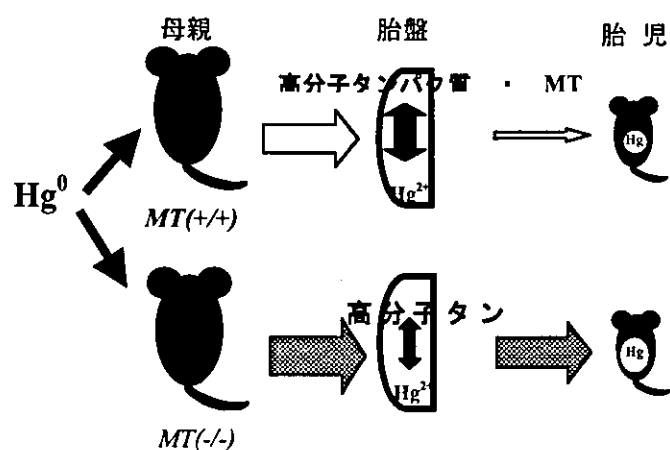 母親 胎盤 胎児
高分子タンパク質 ・ MT
Hg
Hg²⁺
Hg⁰
MT(+/+)
高分子タン
Hg
Hg²⁺
MT(-/-)